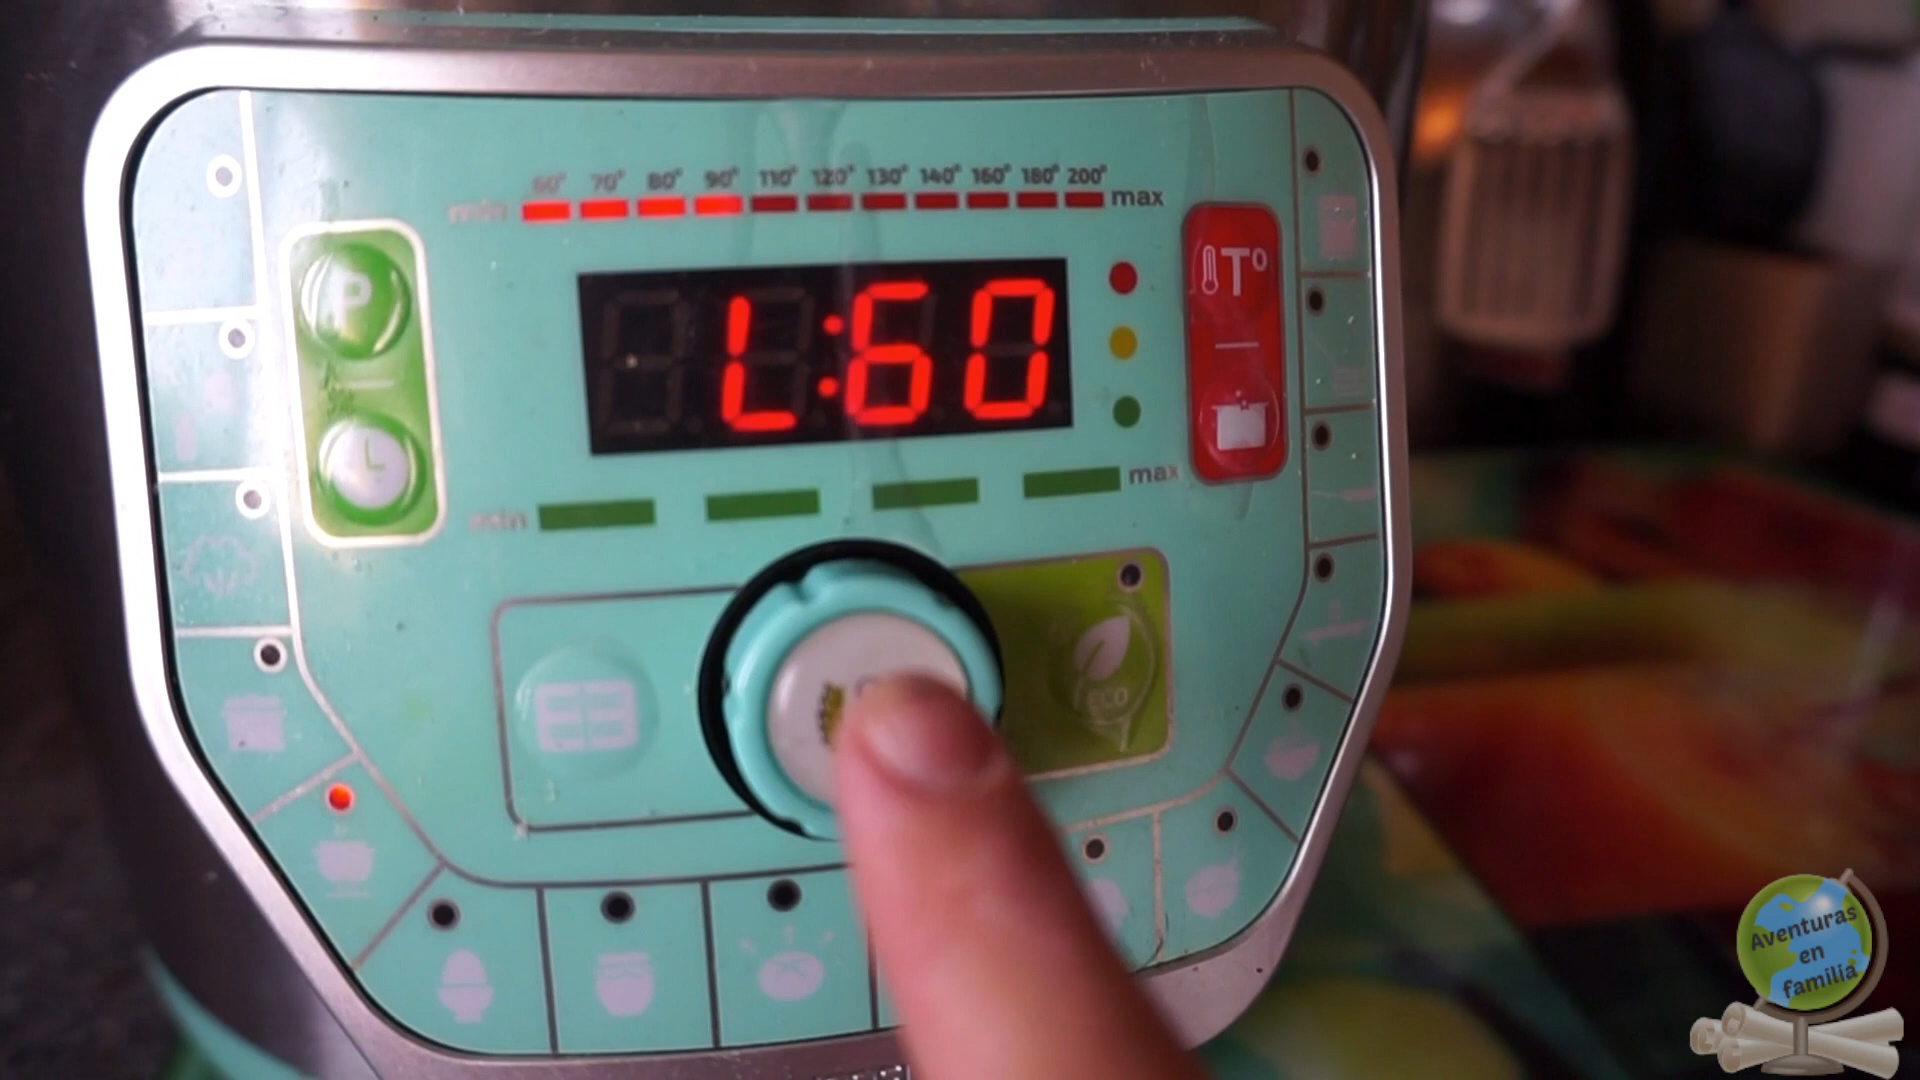 min 60° 70° 80° 90° 110° 120° 130° 140° 160° 180° 200° max
P
L:60
T°
min max
eco
Aventuras
en
familia